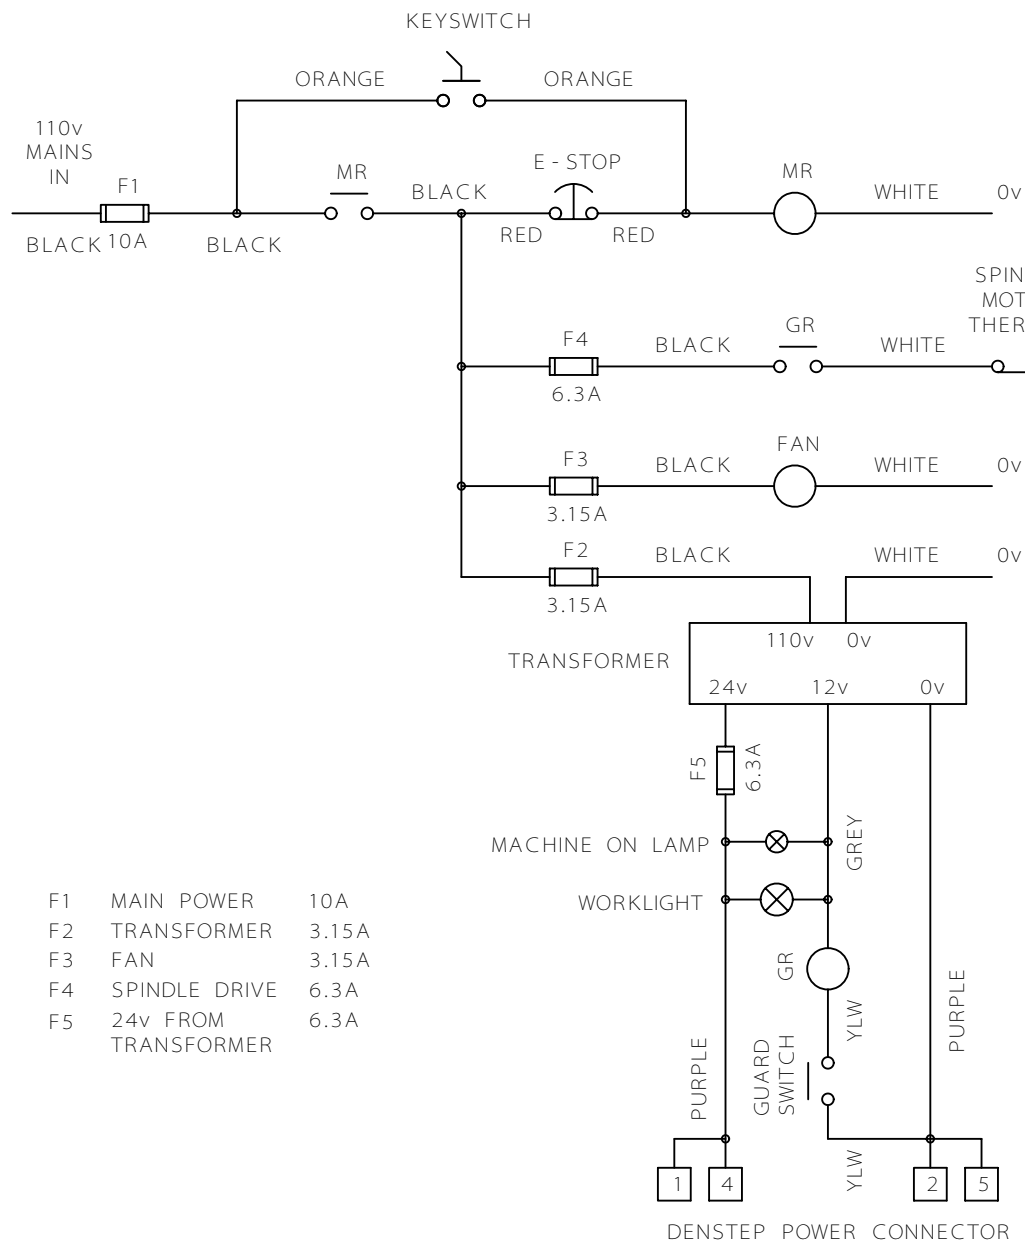 KEYSWITCH
ORANGE ORANGE
110v
MAINS
IN
F1
MR
BLACK
E - STOP
MR
WHITE 0v
BLACK 10A BLACK
RED RED
SPIN
MOT
THER
F4 BLACK GR WHITE
6.3A
F3 BLACK FAN WHITE 0v
3.15A
F2 BLACK WHITE 0v
3.15A
110v 0v
TRANSFORMER
24v 12v 0v
F5 6.3A
MACHINE ON LAMP
GREY
WORKLIGHT
F1 MAIN POWER 10A
F2 TRANSFORMER 3.15A
F3 FAN 3.15A
F4 SPINDLE DRIVE 6.3A
F5 24v FROM 6.3A
TRANSFORMER
GR
YLW
PURPLE
PURPLE
GUARD
SWITCH
YLW
1 4 2 5
DENSTEP POWER CONNECTOR